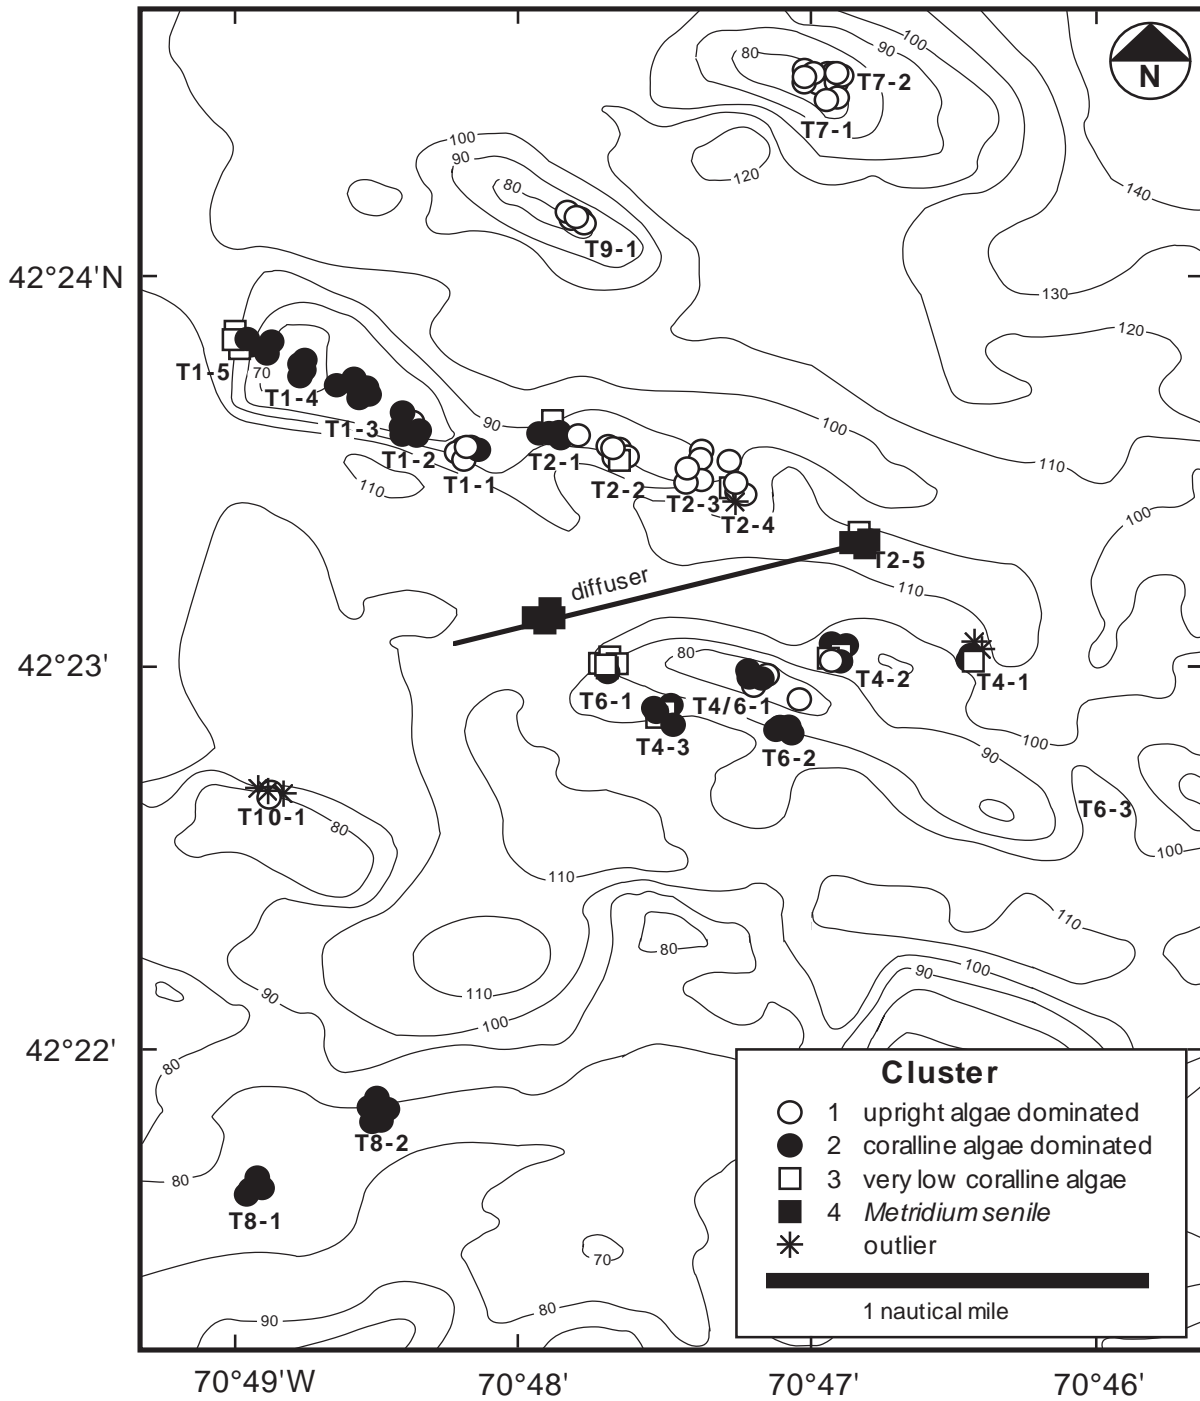 100
90
80
N
T7-2
T7-1
100
90
120
80
140
T9-1
42°24'N
130
120
T1-5
70
T1-4
90
100
T1-3
T1-2
T2-1
110
T1-1
110
T2-2
T2-3
T2-4
100
T2-5
diffuser
110
42°23'
80
T4-2
T4-1
T6-1
T4/6-1
T4-3
100
T6-2
90
T10-1
80
T6-3
100
110
110
80
90
100
90
110
100
42°22'
80
Cluster
1 upright algae dominated
2 coralline algae dominated
T8-2
3 very low coralline algae
80
4 Metridium senile
T8-1
outlier
70
80
1 nautical mile
90
70°49'W
70°48'
70°47'
70°46'